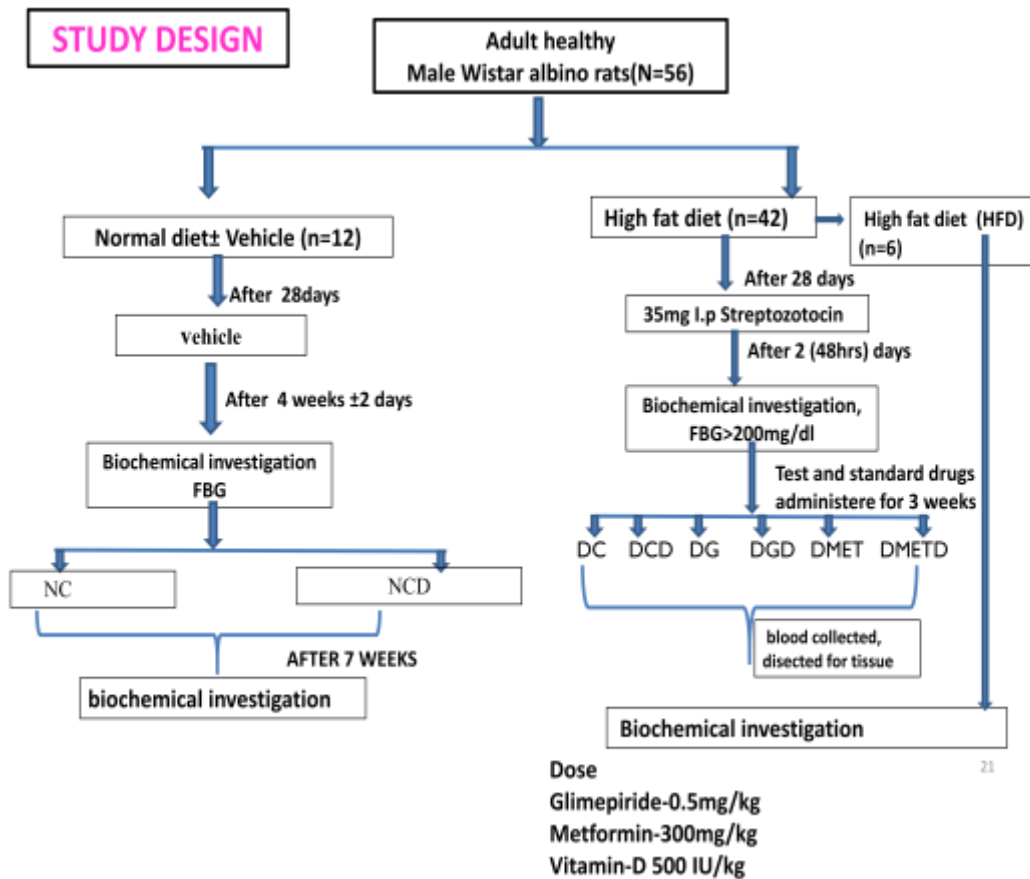 STUDY DESIGN
Adult healthy
Male Wistar albino rats(N=56)
Normal diet± Vehicle (n=12)
After 28days
vehicle
After 4 weeks ±2 days
Biochemical investigation
FBG
NC
NCD
AFTER 7 WEEKS
biochemical investigation
High fat diet (n=42)
High fat diet (HFD)
(n=6)
After 28 days
35mg I.p Streptozotocin
After 2 (48hrs) days
Biochemical investigation,
FBG>200mg/dl
Test and standard drugs
administere for 3 weeks
DC DCD DG DGD DMET DMETD
blood collected,
disected for tissue
Biochemical investigation
21
Dose
Glimepiride-0.5mg/kg
Metformin-300mg/kg
Vitamin-D 500 IU/kg